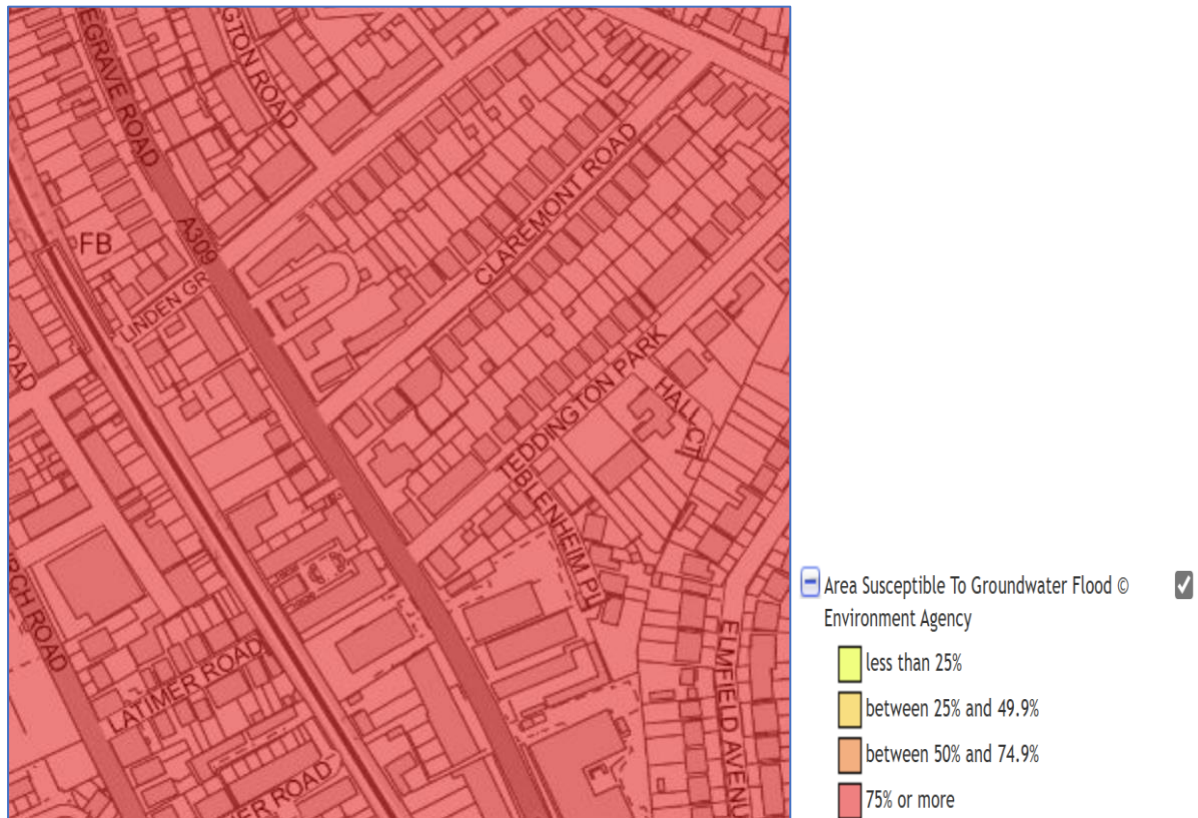 EGRAVE ROAD
GTON ROAD
CLAREMONT ROAD
A309
FB
LINDEN GR
OAD
TEDDINGTON PARK
HALL CT
BLENHEIM PL
RCH ROAD
LATIMER ROAD
ELMFIELD AVENU
ER ROAD
Area Susceptible To Groundwater Flood ©
Environment Agency
less than 25%
between 25% and 49.9%
between 50% and 74.9%
75% or more